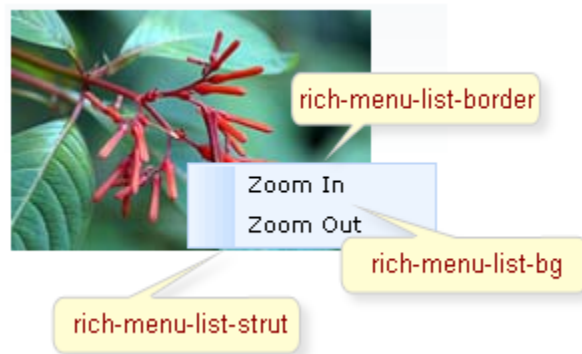 rich-menu-list-border
Zoom In
Zoom Out
rich-menu-list-bg
rich-menu-list-strut